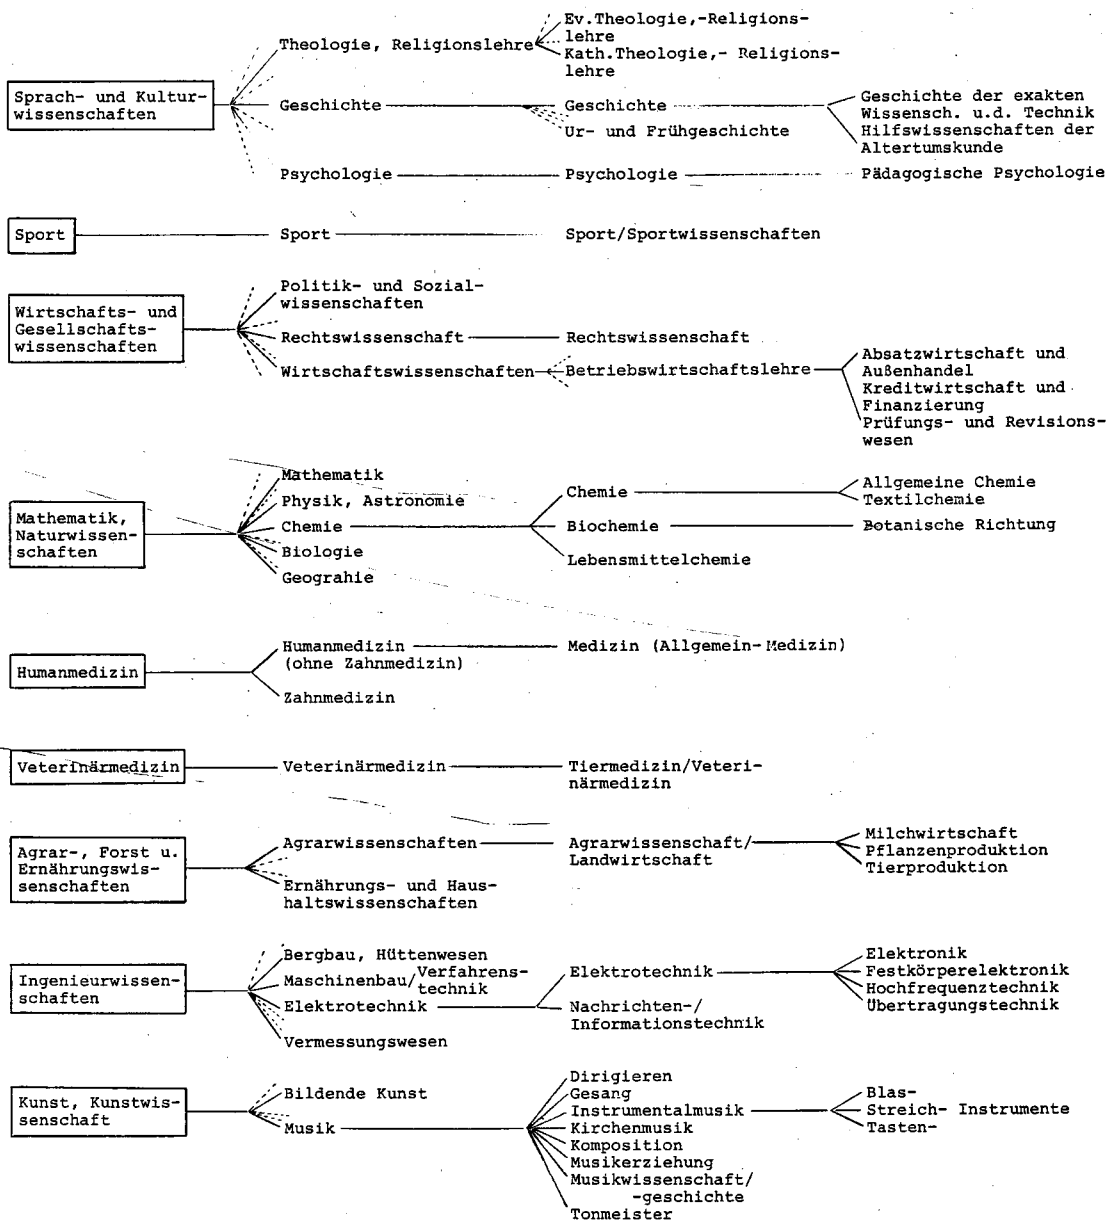 Ev.Theologie,-Religions-
lehre
Theologie, Religionslehre
Kath.Theologie,- Religions-
lehre
Sprach- und Kultur-
wissenschaften
Geschichte
Geschichte
Ur- und Frühgeschichte
Geschichte der exakten
Wissensch. u.d. Technik
Hilfswissenschaften der
Altertumskunde
Psychologie
Psychologie
Pädagogische Psychologie
Sport
Sport
Sport/Sportwissenschaften
Wirtschafts- und
Gesellschafts-
wissenschaften
Politik- und Sozial-
wissenschaften
Rechtswissenschaft
Rechtswissenschaft
Wirtschaftswissenschaften
Betriebswirtschaftslehre
Absatzwirtschaft und
Außenhandel
Kreditwirtschaft und
Finanzierung
Prüfungs- und Revisions-
wesen
Mathematik,
Naturwissen-
schaften
Mathematik
Physik, Astronomie
Chemie
Biologie
Geograhie
Chemie
Biochemie
Lebensmittelchemie
Allgemeine Chemie
Textilchemie
Botanische Richtung
Humanmedizin
Humanmedizin
(ohne Zahnmedizin)
Zahnmedizin
Medizin (Allgemein-Medizin)
Veterinärmedizin
Veterinärmedizin
Tiermedizin/Veteri-
närmedizin
Agrar-, Forst u.
Ernährungswis-
senschaften
Agrarwissenschaften
Ernährungs- und Haus-
haltswissenschaften
Agrarwissenschaft/
Landwirtschaft
Milchwirtschaft
Pflanzenproduktion
Tierproduktion
Ingenieurwissen-
schaften
Bergbau, Hüttenwesen
Maschinenbau/Verfahrens-
technik
Elektrotechnik
Vermessungswesen
Elektrotechnik
Nachrichten-/
Informationstechnik
Elektronik
Festkörperelektronik
Hochfrequenztechnik
Übertragungstechnik
Kunst, Kunstwis-
senschaft
Bildende Kunst
Musik
Dirigieren
Gesang
Instrumentalmusik
Kirchenmusik
Komposition
Musikerziehung
Musikwissenschaft/
-geschichte
Tonmeister
Blas-
Streich- Instrumente
Tasten-